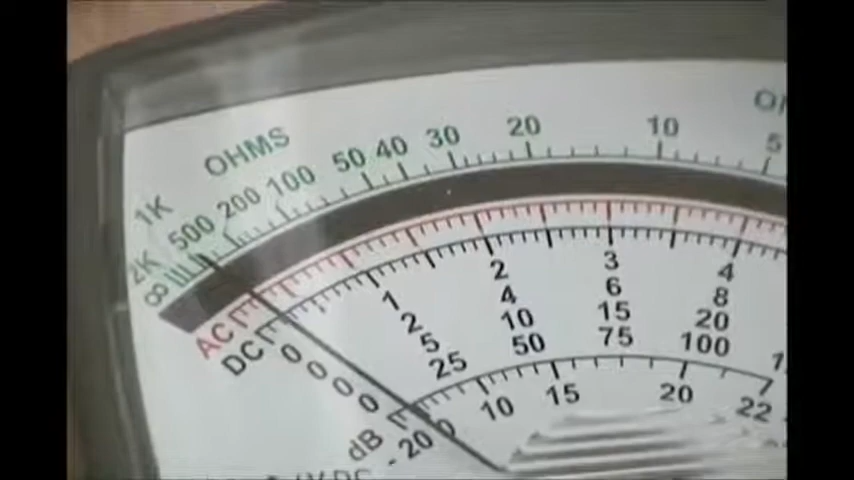 OHMS
∞ 2K 1K 500 200 100 50 40 30 20 10 5
AC
DC
0 1 2 3 4
0 2 4 6 8
0 5 10 15 20
0 25 50 75 100
dB -20 0 10 15 20 22